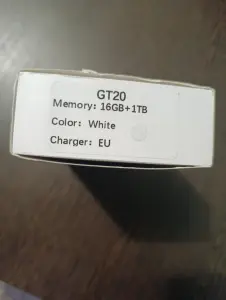 GT20
Memory: 16GB+1TB
Color: White
Charger: EU